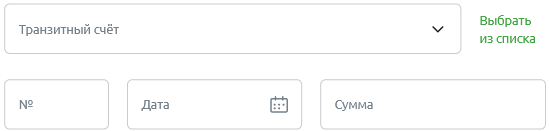 Транзитный счёт
Выбрать
из списка
№
Дата
Сумма